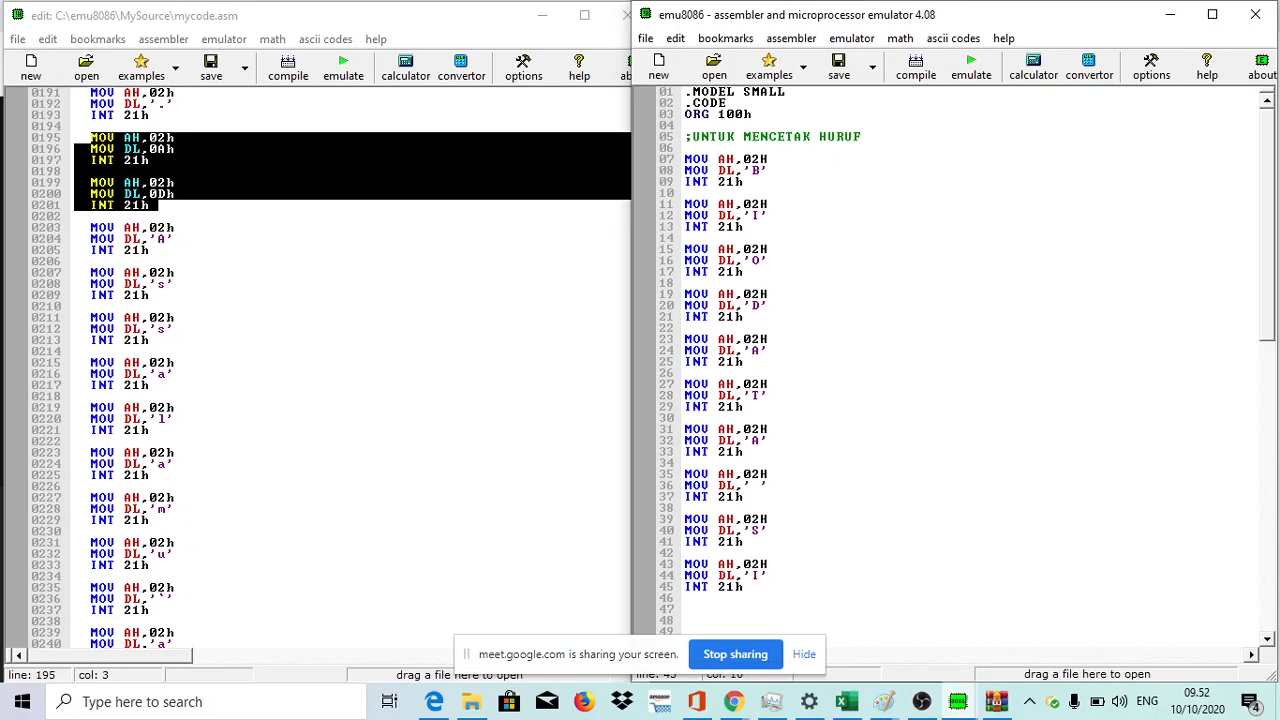 edit: C:\emu8086\MySource\mycode.asm
file edit bookmarks assembler emulator math ascii codes help
new open examples save compile emulate calculator convertor options help ab
0191 MOV AH,02h
0192 MOV DL,'.'
0193 INT 21h
0194
0195 MOV AH,02h
0196 MOV DL,0Ah
0197 INT 21h
0198
0199 MOV AH,02h
0200 MOV DL,0Dh
0201 INT 21h
0202
0203 MOV AH,02h
0204 MOV DL,'A'
0205 INT 21h
0206
0207 MOV AH,02h
0208 MOV DL,'s'
0209 INT 21h
0210
0211 MOV AH,02h
0212 MOV DL,'s'
0213 INT 21h
0214
0215 MOV AH,02h
0216 MOV DL,'a'
0217 INT 21h
0218
0219 MOV AH,02h
0220 MOV DL,'l'
0221 INT 21h
0222
0223 MOV AH,02h
0224 MOV DL,'a'
0225 INT 21h
0226
0227 MOV AH,02h
0228 MOV DL,'m'
0229 INT 21h
0230
0231 MOV AH,02h
0232 MOV DL,'u'
0233 INT 21h
0234
0235 MOV AH,02h
0236 MOV DL,'`'
0237 INT 21h
0238
0239 MOV AH,02h
0240 MOV DL,'a'
line: 195 col: 3 drag a file here to open
emu8086 - assembler and microprocessor emulator 4.08
file edit bookmarks assembler emulator math ascii codes help
new open examples save compile emulate calculator convertor options help about
01 .MODEL SMALL
02 .CODE
03 ORG 100h
04
05 ;UNTUK MENCETAK HURUF
06
07 MOV AH,02H
08 MOV DL,'B'
09 INT 21h
10
11 MOV AH,02H
12 MOV DL,'I'
13 INT 21h
14
15 MOV AH,02H
16 MOV DL,'O'
17 INT 21h
18
19 MOV AH,02H
20 MOV DL,'D'
21 INT 21h
22
23 MOV AH,02H
24 MOV DL,'A'
25 INT 21h
26
27 MOV AH,02H
28 MOV DL,'T'
29 INT 21h
30
31 MOV AH,02H
32 MOV DL,'A'
33 INT 21h
34
35 MOV AH,02H
36 MOV DL,' '
37 INT 21h
38
39 MOV AH,02H
40 MOV DL,'S'
41 INT 21h
42
43 MOV AH,02H
44 MOV DL,'I'
45 INT 21h
46
47
48
49
drag a file here to open
meet.google.com is sharing your screen. Stop sharing Hide
Type here to search
ENG 09.58
10/10/2020
4